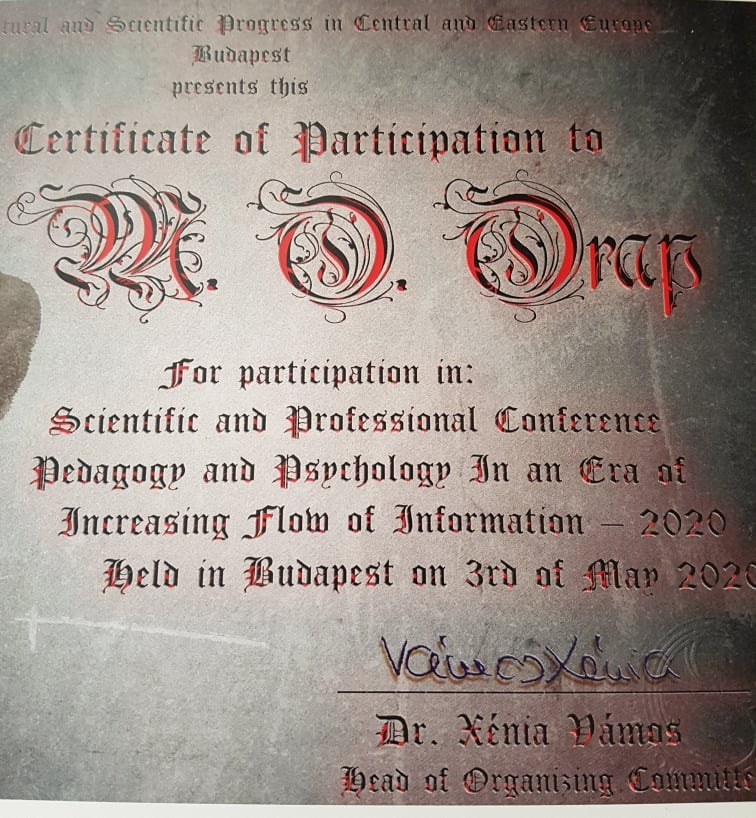 tural and Scientific Progress in Central and Eastern Europe
Budapest
presents this
Certificate of Participation to
M. O. Drap
For participation in:
Scientific and Professional Conference
Pedagogy and Psychology In an Era of
Increasing Flow of Information – 2020
Held in Budapest on 3rd of May 2020
Vámos Xénia
Dr. Xénia Vámos
Head of Organizing Committe